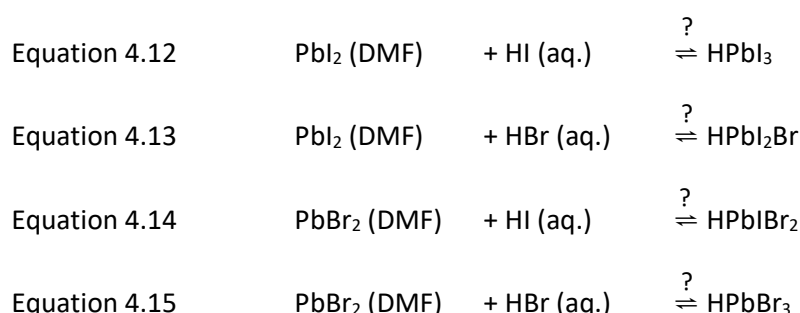 ?
Equation 4.12 PbI₂ (DMF) + HI (aq.) ⇌ HPbI₃
?
Equation 4.13 PbI₂ (DMF) + HBr (aq.) ⇌ HPbI₂Br
?
Equation 4.14 PbBr₂ (DMF) + HI (aq.) ⇌ HPbIBr₂
?
Equation 4.15 PbBr₂ (DMF) + HBr (aq.) ⇌ HPbBr₃